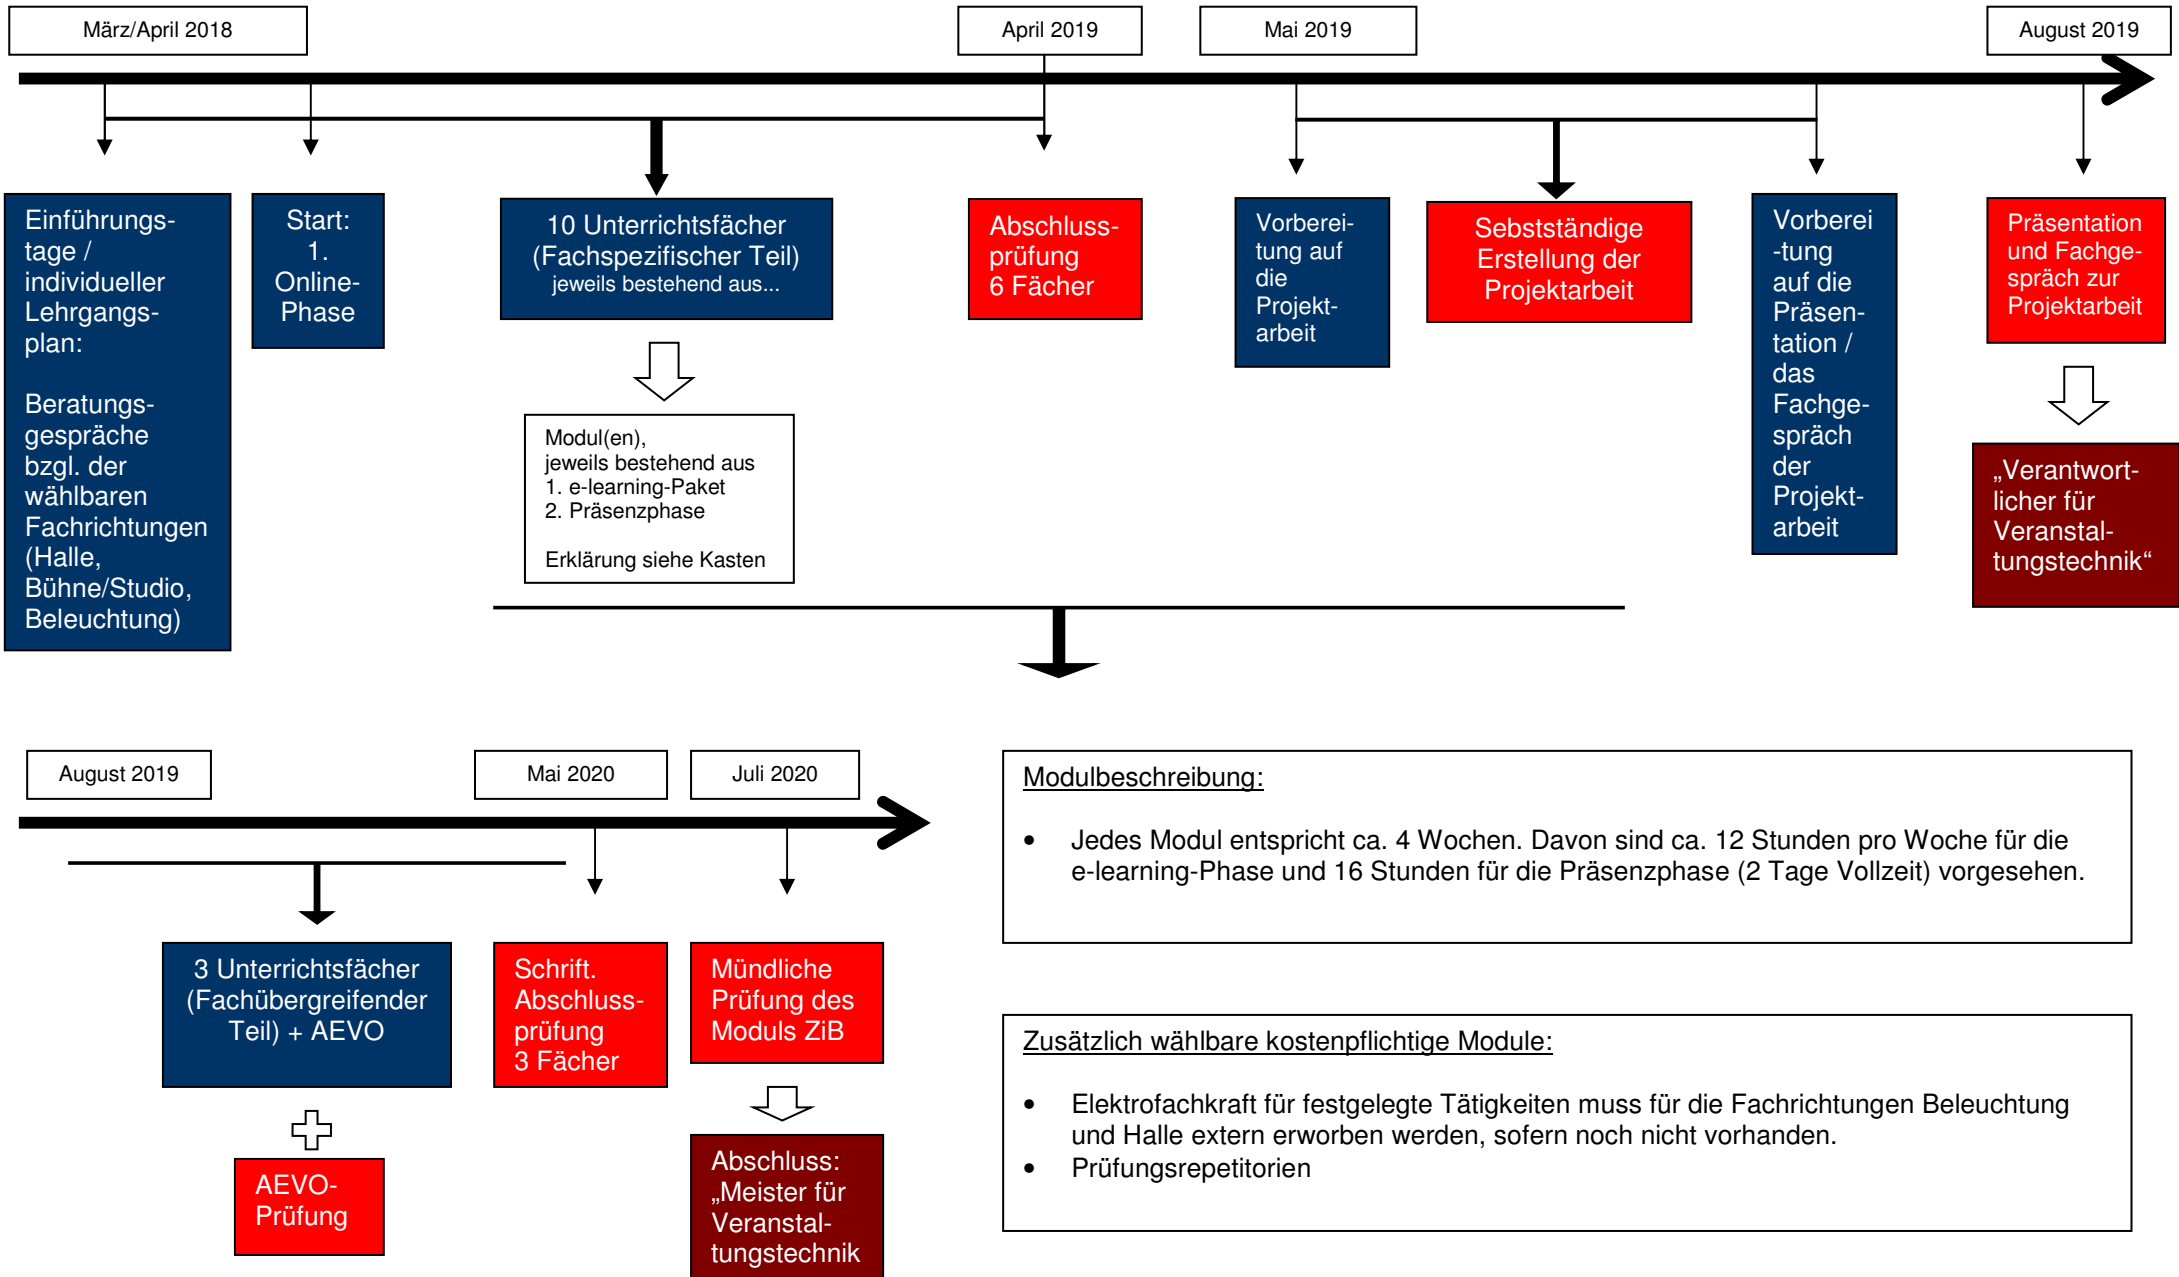 März/April 2018
April 2019
Mai 2019
August 2019
Einführungs-
tage /
individueller
Lehrgangs-
plan:
Beratungs-
gespräche
bzgl. der
wählbaren
Fachrichtungen
(Halle,
Bühne/Studio,
Beleuchtung)
Start:
1.
Online-
Phase
10 Unterrichtsfächer
(Fachspezifischer Teil)
jeweils bestehend aus...
Modul(en),
jeweils bestehend aus
1. e-learning-Paket
2. Präsenzphase
Erklärung siehe Kasten
Abschluss-
prüfung
6 Fächer
Vorberei-
tung auf
die
Projekt-
arbeit
Sebstständige
Erstellung der
Projektarbeit
Vorberei
-tung
auf die
Präsen-
tation /
das
Fachge-
spräch
der
Projekt-
arbeit
Präsentation
und Fachge-
spräch zur
Projektarbeit
„Verantwort-
licher für
Veranstal-
tungstechnik“
August 2019
Mai 2020
Juli 2020
3 Unterrichtsfächer
(Fachübergreifender
Teil) + AEVO
AEVO-
Prüfung
Schrift.
Abschluss-
prüfung
3 Fächer
Mündliche
Prüfung des
Moduls ZiB
Abschluss:
„Meister für
Veranstal-
tungstechnik
Modulbeschreibung:
• Jedes Modul entspricht ca. 4 Wochen. Davon sind ca. 12 Stunden pro Woche für die
e-learning-Phase und 16 Stunden für die Präsenzphase (2 Tage Vollzeit) vorgesehen.
Zusätzlich wählbare kostenpflichtige Module:
• Elektrofachkraft für festgelegte Tätigkeiten muss für die Fachrichtungen Beleuchtung
und Halle extern erworben werden, sofern noch nicht vorhanden.
• Prüfungsrepetitorien